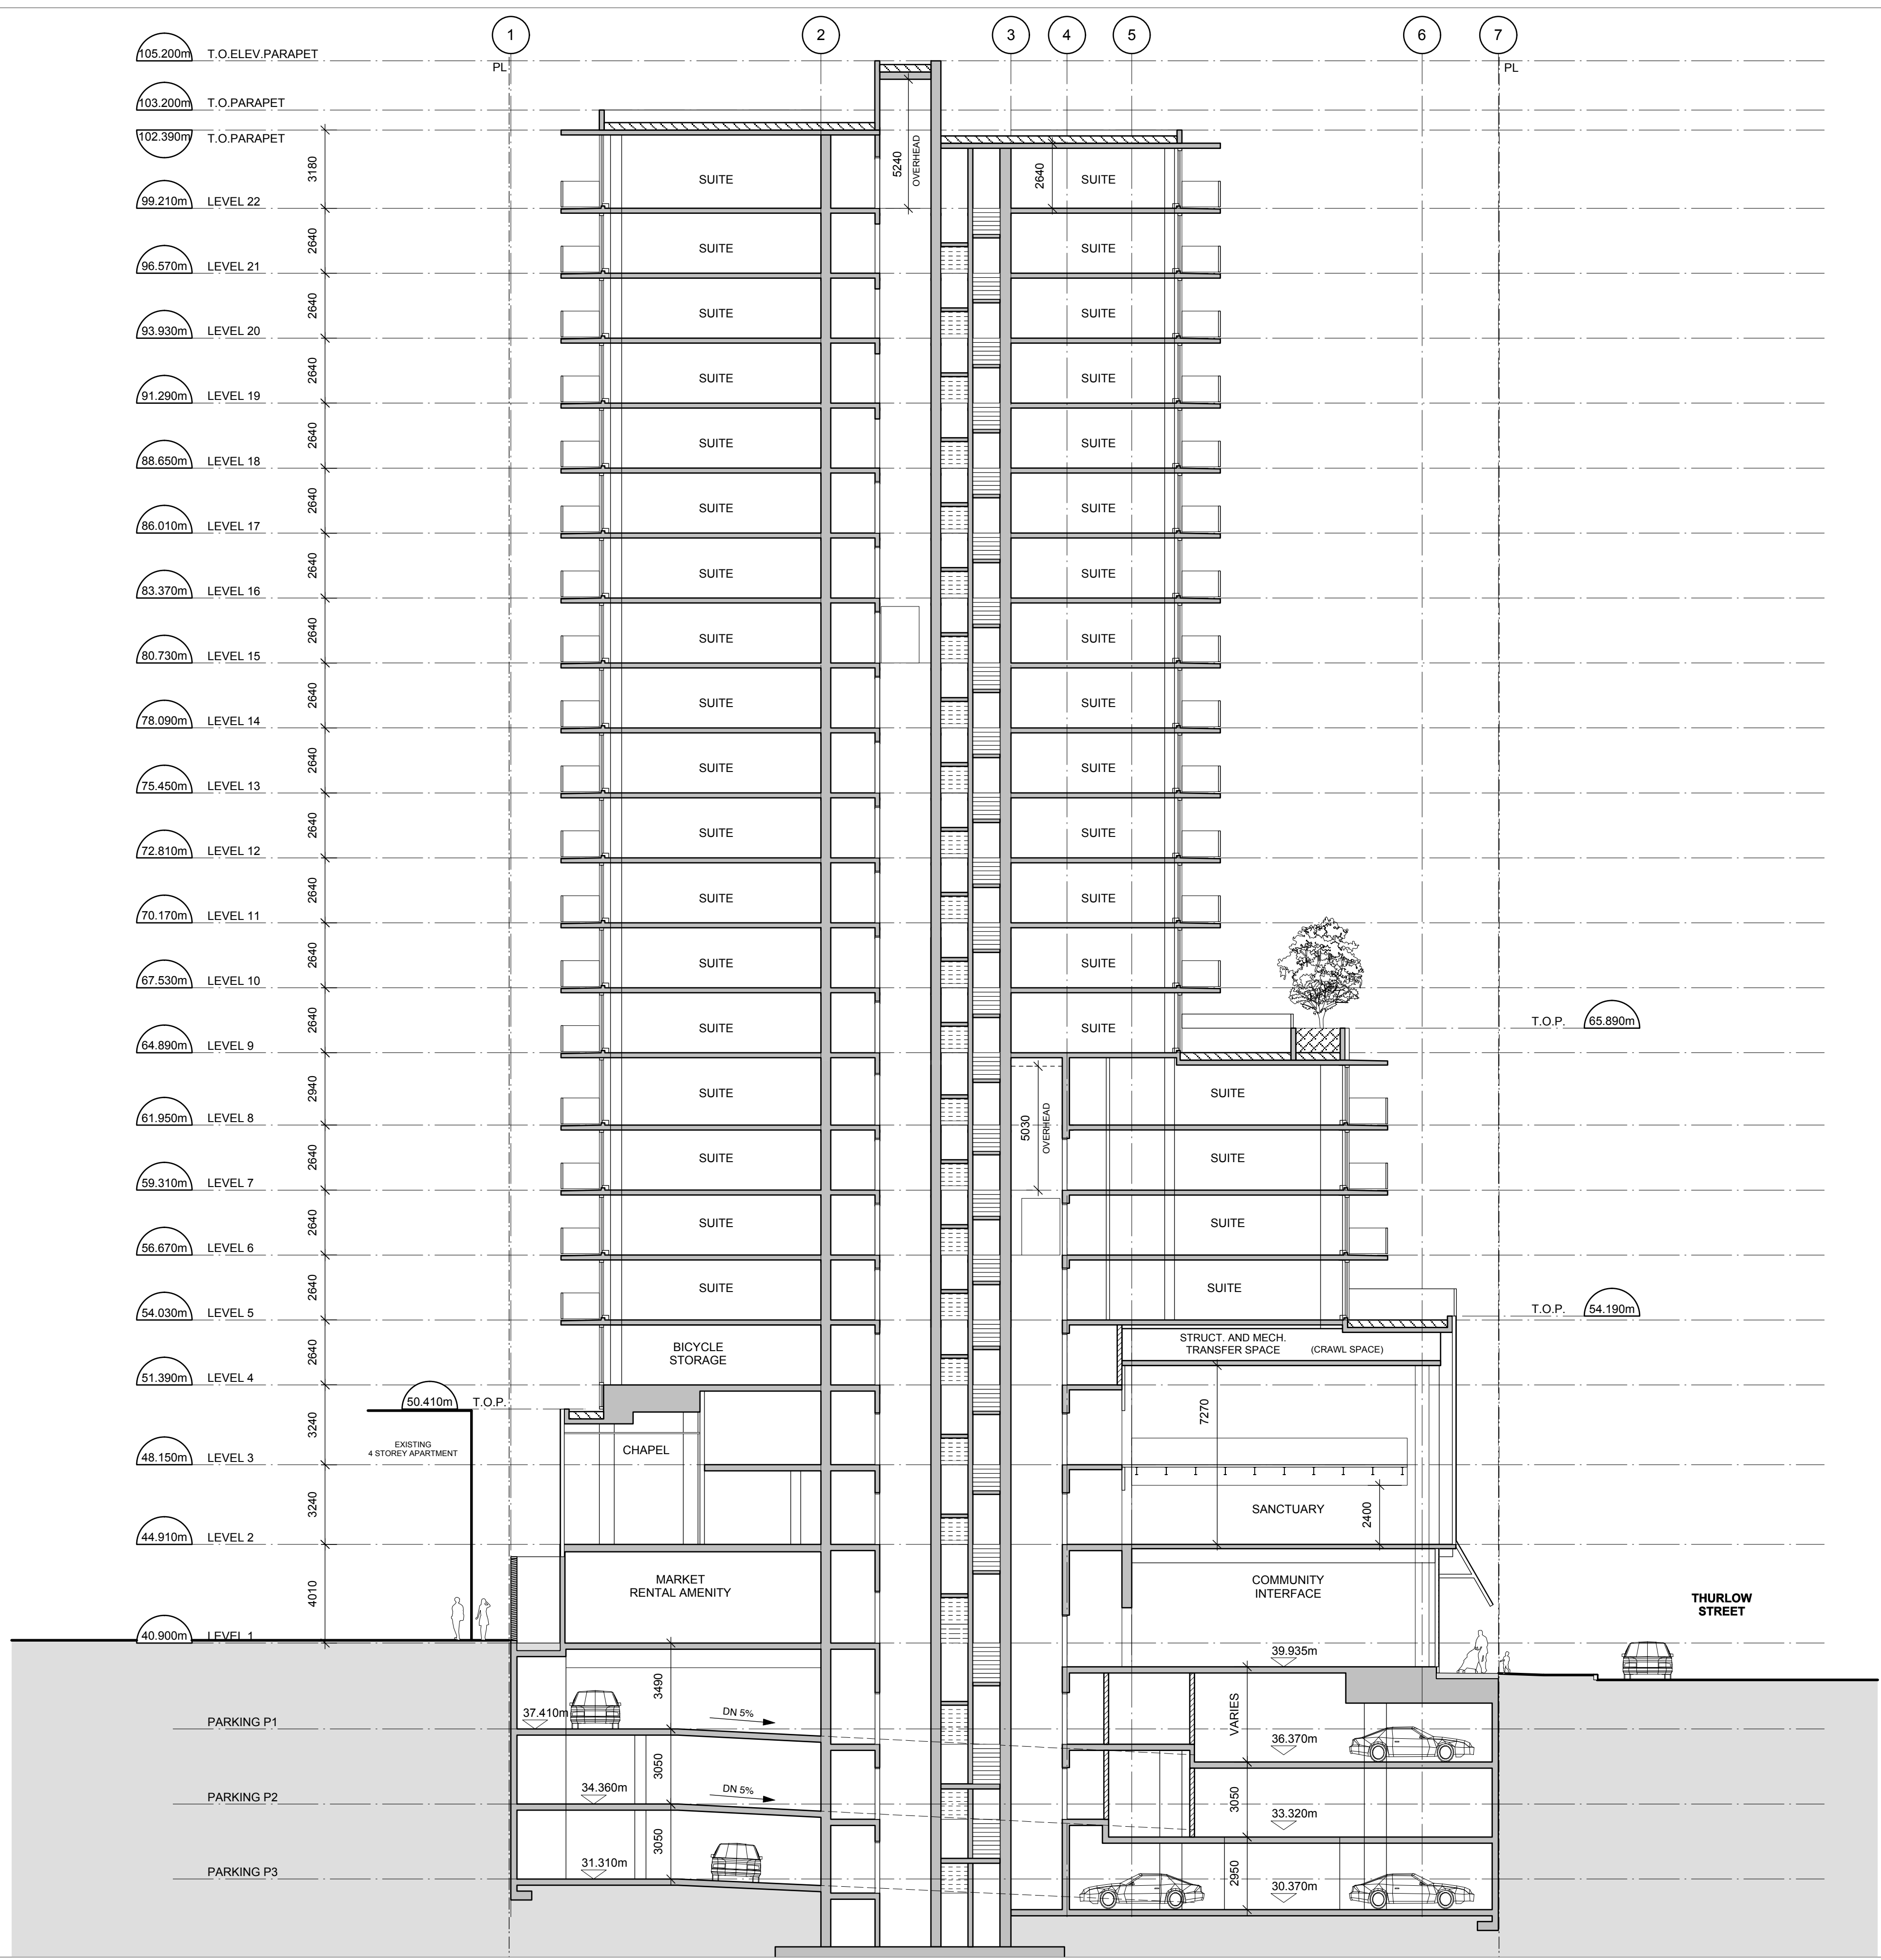 1 2 3 4 5 6 7
105.200m T.O.ELEV.PARAPET
PL PL
103.200m T.O.PARAPET
102.390m T.O.PARAPET
3180 SUITE 5240 OVERHEAD 2640 SUITE
99.210m LEVEL 22
2640 SUITE SUITE
96.570m LEVEL 21
2640 SUITE SUITE
93.930m LEVEL 20
2640 SUITE SUITE
91.290m LEVEL 19
2640 SUITE SUITE
88.650m LEVEL 18
2640 SUITE SUITE
86.010m LEVEL 17
2640 SUITE SUITE
83.370m LEVEL 16
2640 SUITE SUITE
80.730m LEVEL 15
2640 SUITE SUITE
78.090m LEVEL 14
2640 SUITE SUITE
75.450m LEVEL 13
2640 SUITE SUITE
72.810m LEVEL 12
2640 SUITE SUITE
70.170m LEVEL 11
2640 SUITE SUITE
67.530m LEVEL 10
2640 SUITE SUITE
T.O.P. 65.890m
64.890m LEVEL 9
2940 SUITE 5030 OVERHEAD SUITE
61.950m LEVEL 8
2640 SUITE SUITE
59.310m LEVEL 7
2640 SUITE SUITE
56.670m LEVEL 6
2640 SUITE SUITE
54.030m LEVEL 5
T.O.P. 54.190m
2640 BICYCLE
STORAGE
STRUCT. AND MECH.
TRANSFER SPACE (CRAWL SPACE)
51.390m LEVEL 4
50.410m T.O.P.
3240 7270
EXISTING
4 STOREY APARTMENT
CHAPEL
48.150m LEVEL 3
3240 SANCTUARY 2400
44.910m LEVEL 2
4010 MARKET
RENTAL AMENITY
COMMUNITY
INTERFACE
THURLOW
STREET
40.900m LEVEL 1
39.935m
3490 VARIES
37.410m DN 5%
PARKING P1
36.370m
3050 3050
34.360m DN 5%
PARKING P2
33.320m
3050 2950
31.310m
PARKING P3
30.370m